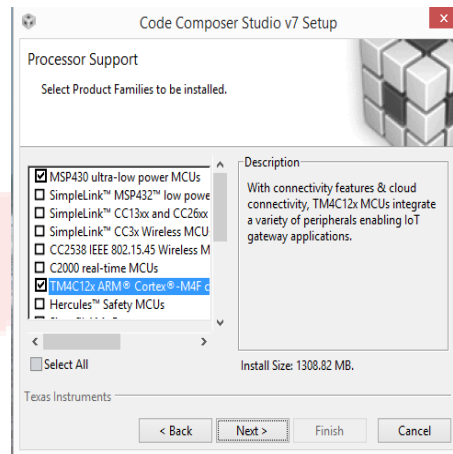 Code Composer Studio v7 Setup
Processor Support
Select Product Families to be installed.
MSP430 ultra-low power MCUs
SimpleLink™ MSP432™ low powe
SimpleLink™ CC13xx and CC26xx
SimpleLink™ CC3x Wireless MCU
CC2538 IEEE 802.15.45 Wireless M
C2000 real-time MCUs
TM4C12x ARM® Cortex®-M4F c
Hercules™ Safety MCUs
Description
With connectivity features & cloud
connectivity, TM4C12x MCUs integrate
a variety of peripherals enabling IoT
gateway applications.
Select All
Install Size: 1308.82 MB.
Texas Instruments
< Back
Next >
Finish
Cancel